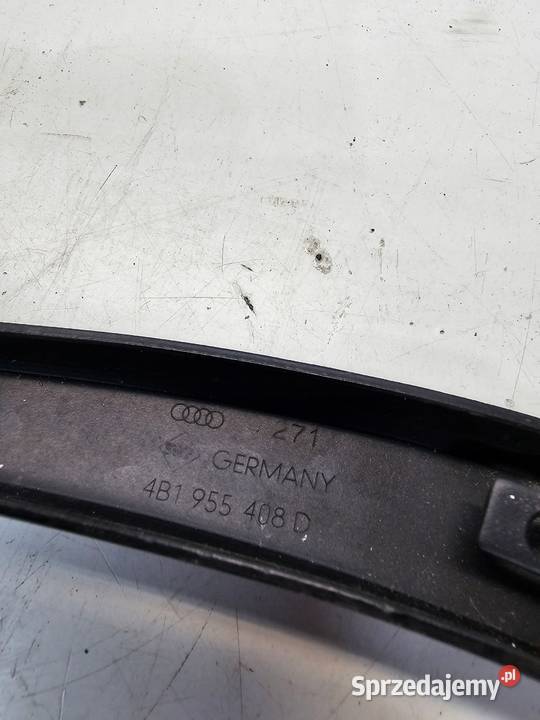 271
GERMANY
4B1 955 408 D
Sprzedajemy.pl